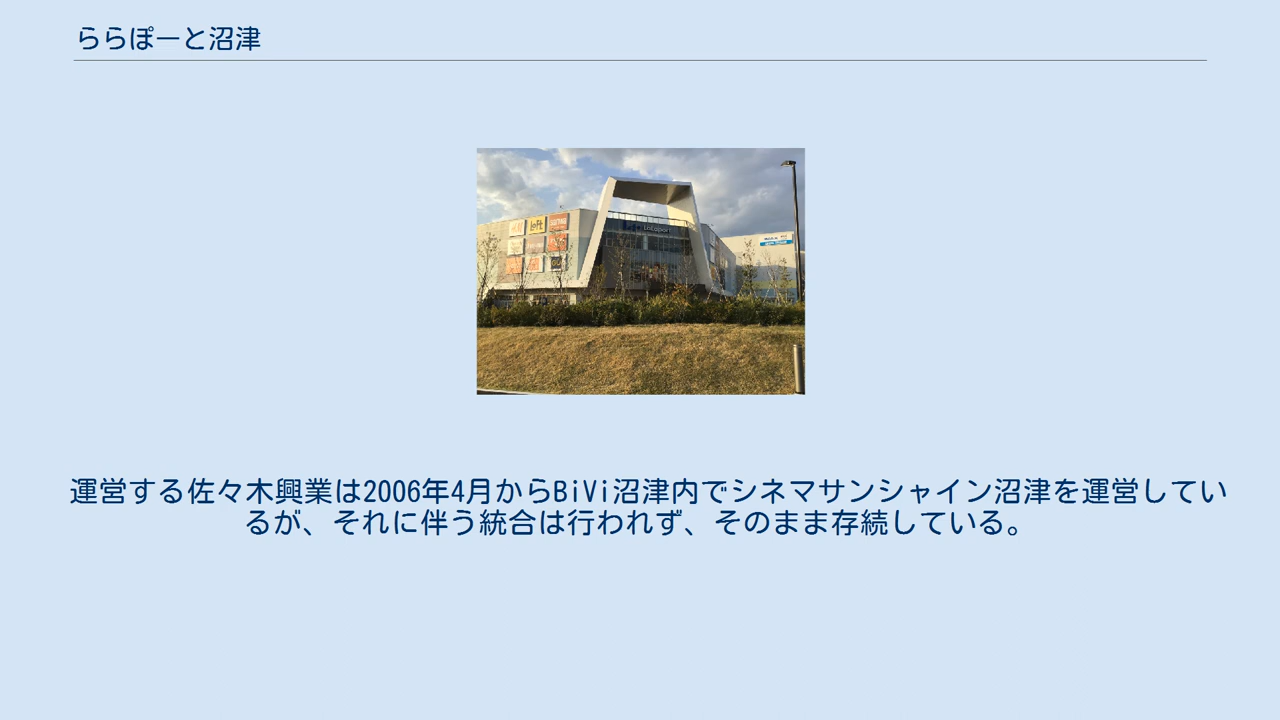 ららぽーと沼津
Loft
LaLaport
運営する佐々木興業は2006年4月からBiVi沼津内でシネマサンシャイン沼津を運営してい
るが、それに伴う統合は行われず、そのまま存続している。